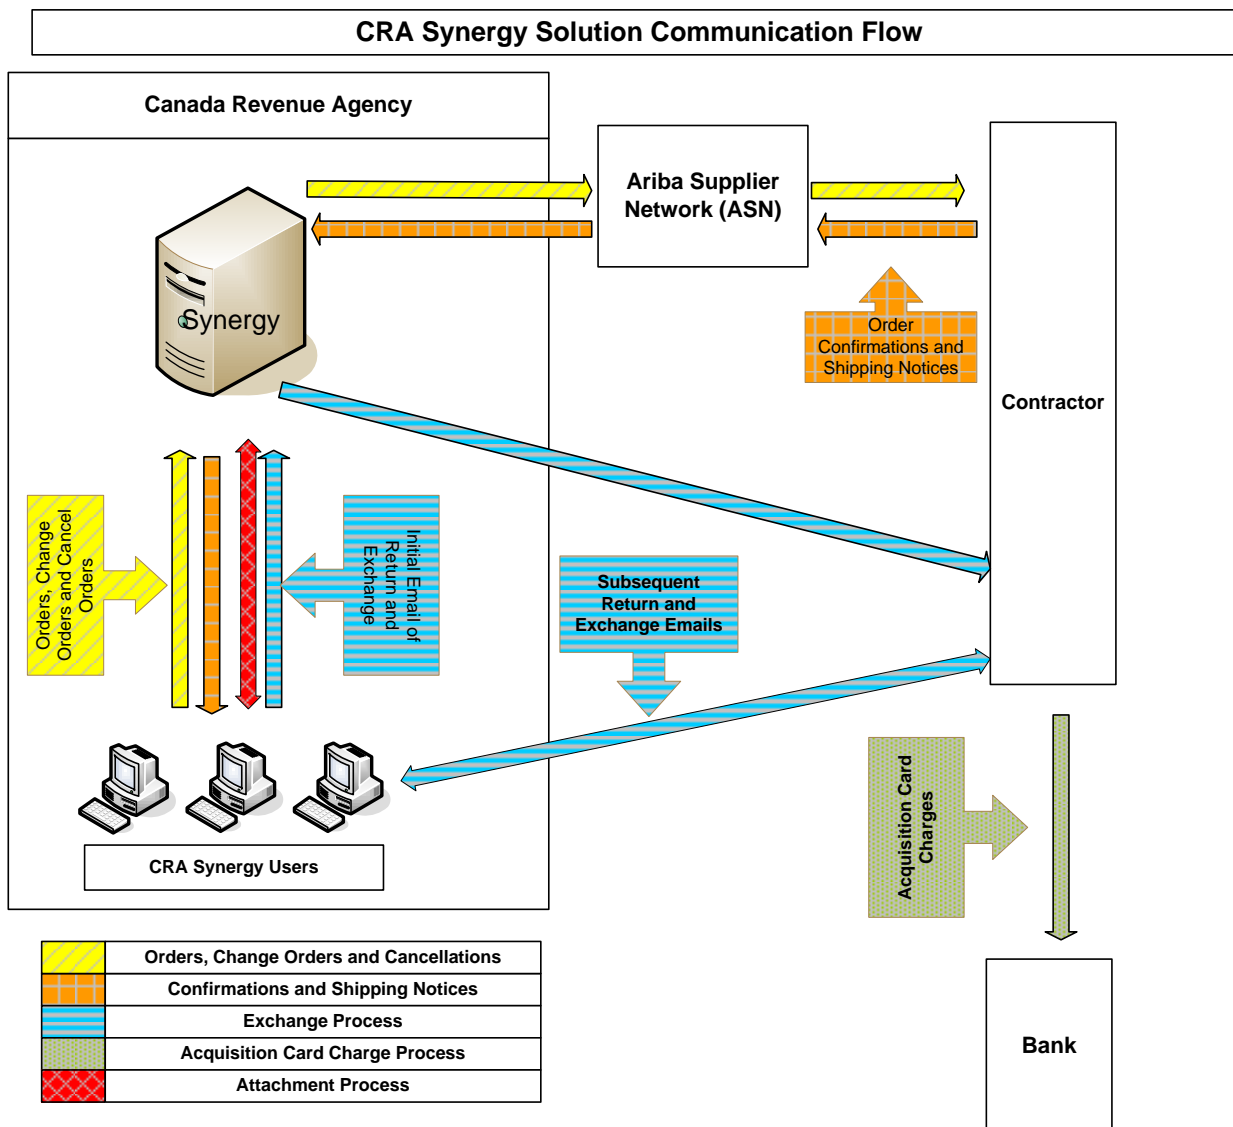 CRA Synergy Solution Communication Flow
Canada Revenue Agency
Ariba Supplier
Network (ASN)
Synergy
Order
Confirmations and
Shipping Notices
Contractor
Orders, Change
Orders and Cancel
Orders
Initial Email of
Return and
Exchange
Subsequent
Return and
Exchange Emails
Acquisition Card
Charges
CRA Synergy Users
Orders, Change Orders and Cancellations
Confirmations and Shipping Notices
Exchange Process
Acquisition Card Charge Process
Attachment Process
Bank